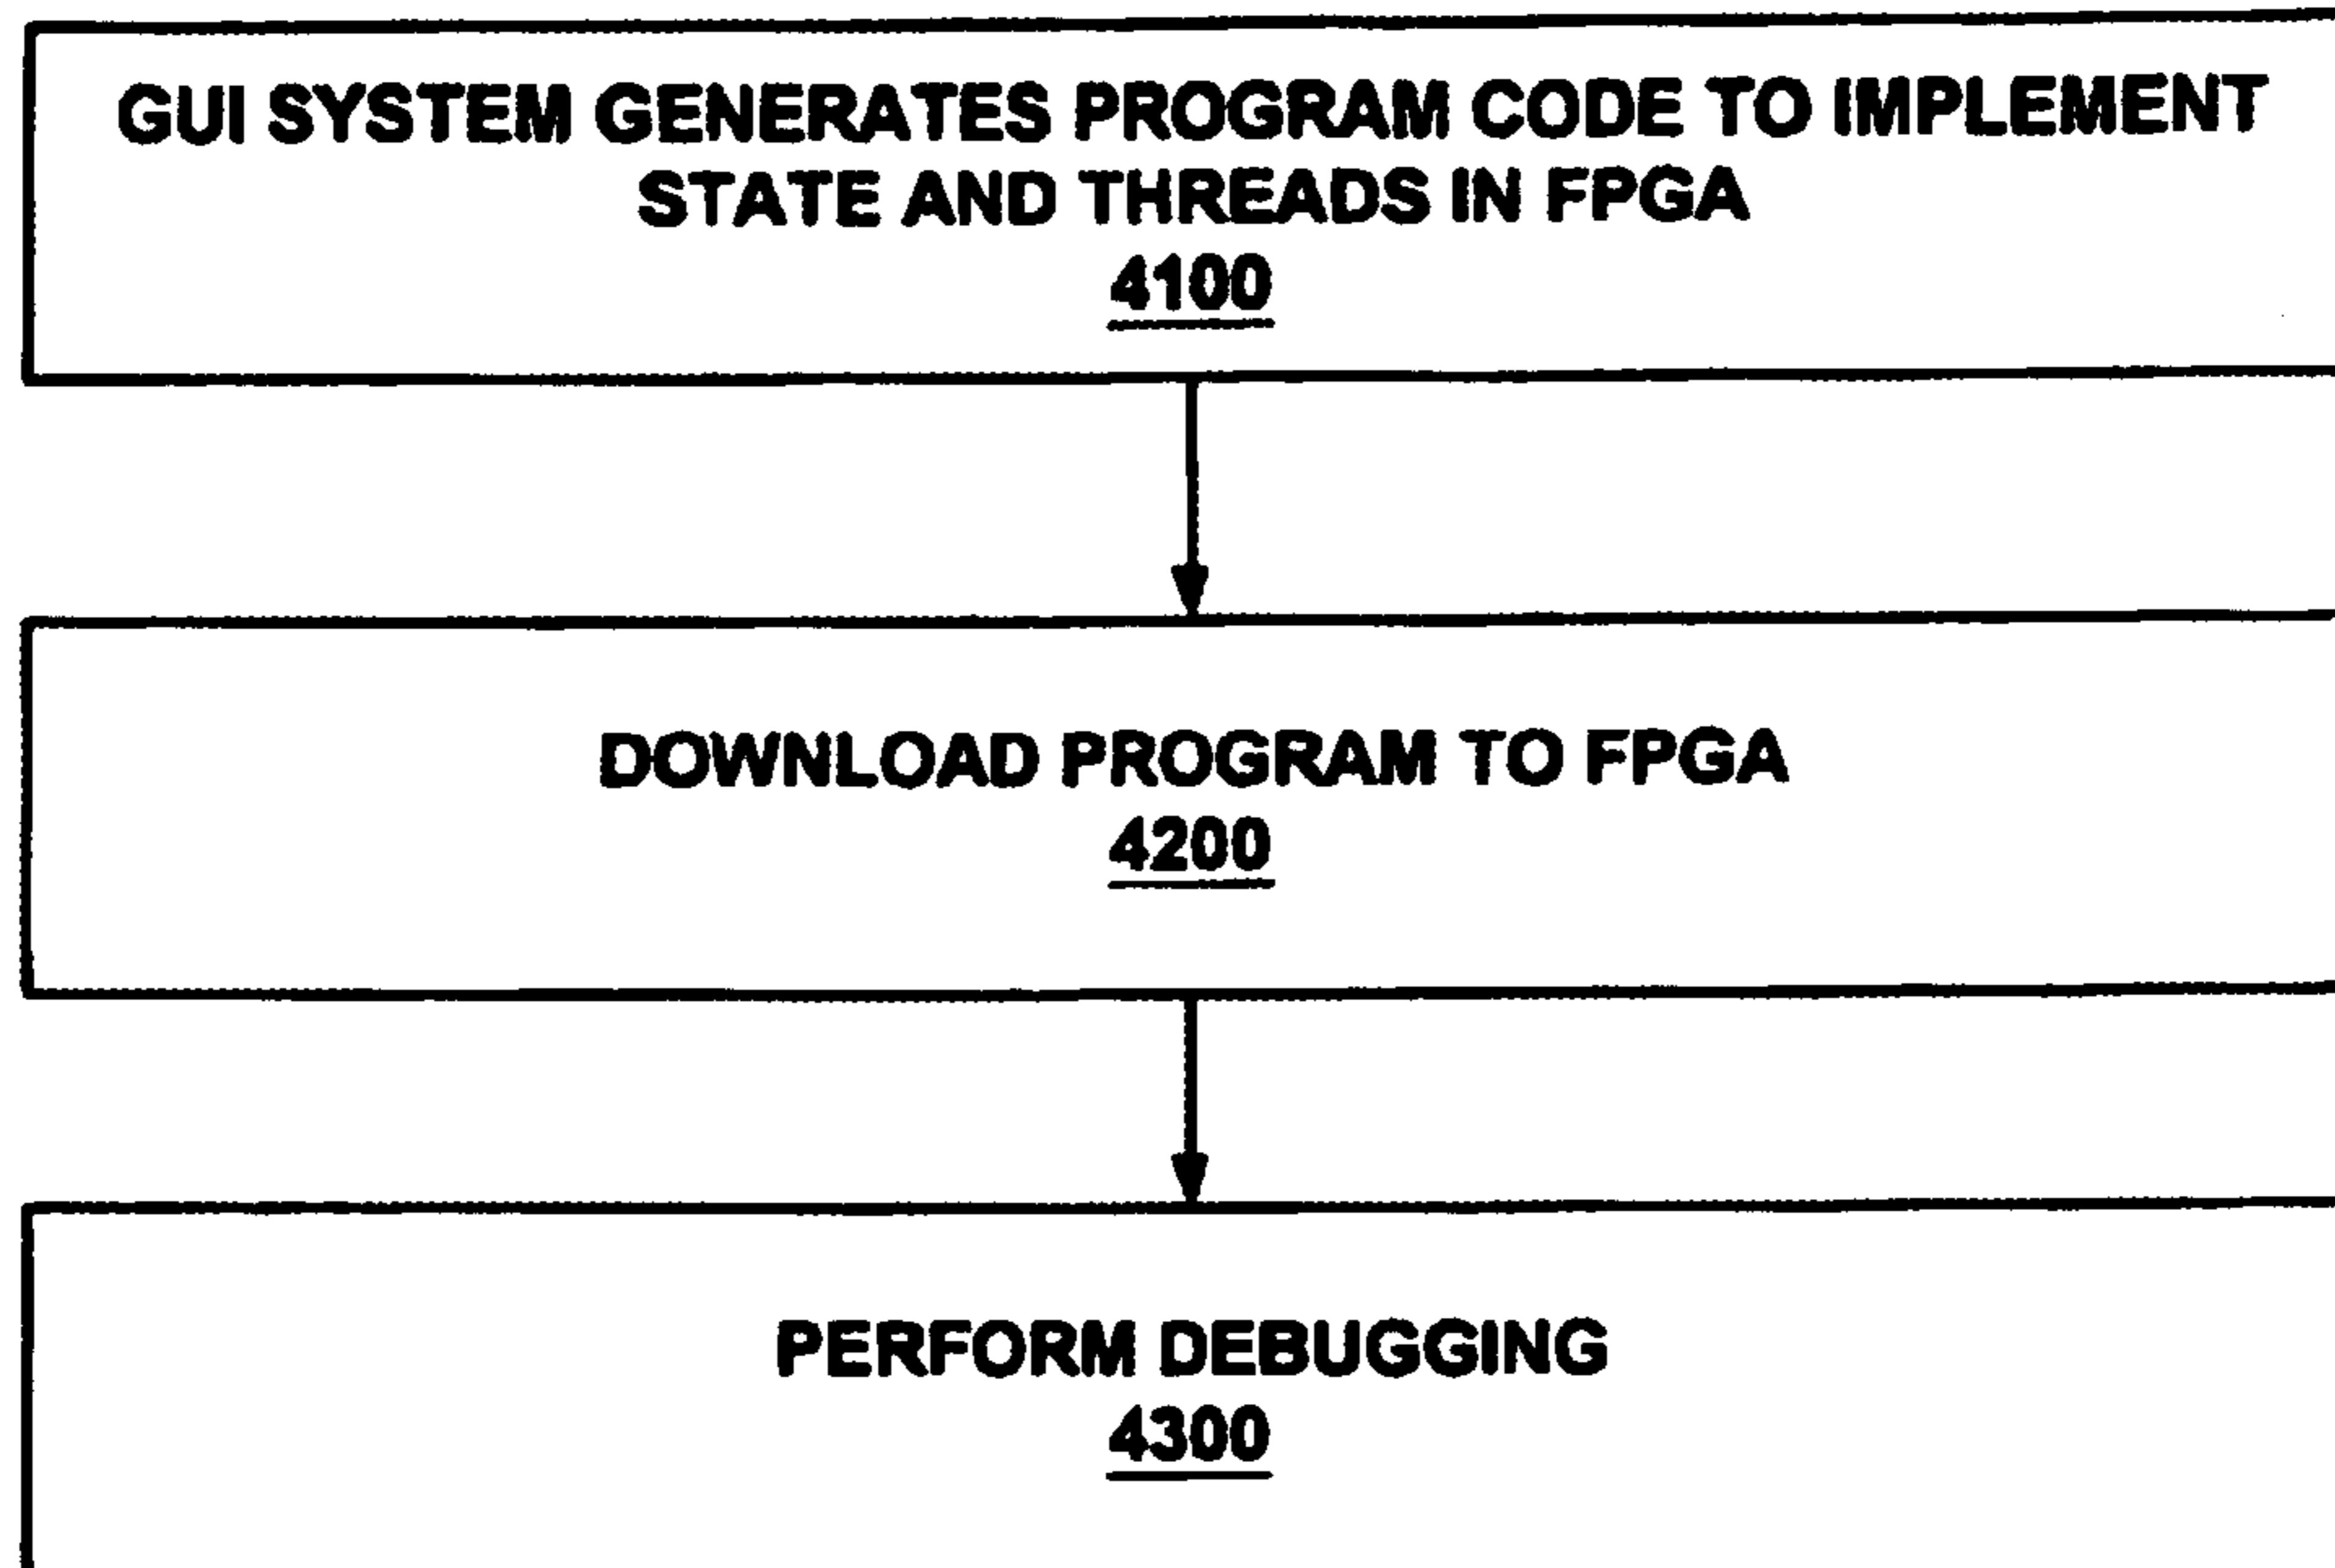 GUI SYSTEM GENERATES PROGRAM CODE TO IMPLEMENT
STATE AND THREADS IN FPGA
4100
DOWNLOAD PROGRAM TO FPGA
4200
PERFORM DEBUGGING
4300